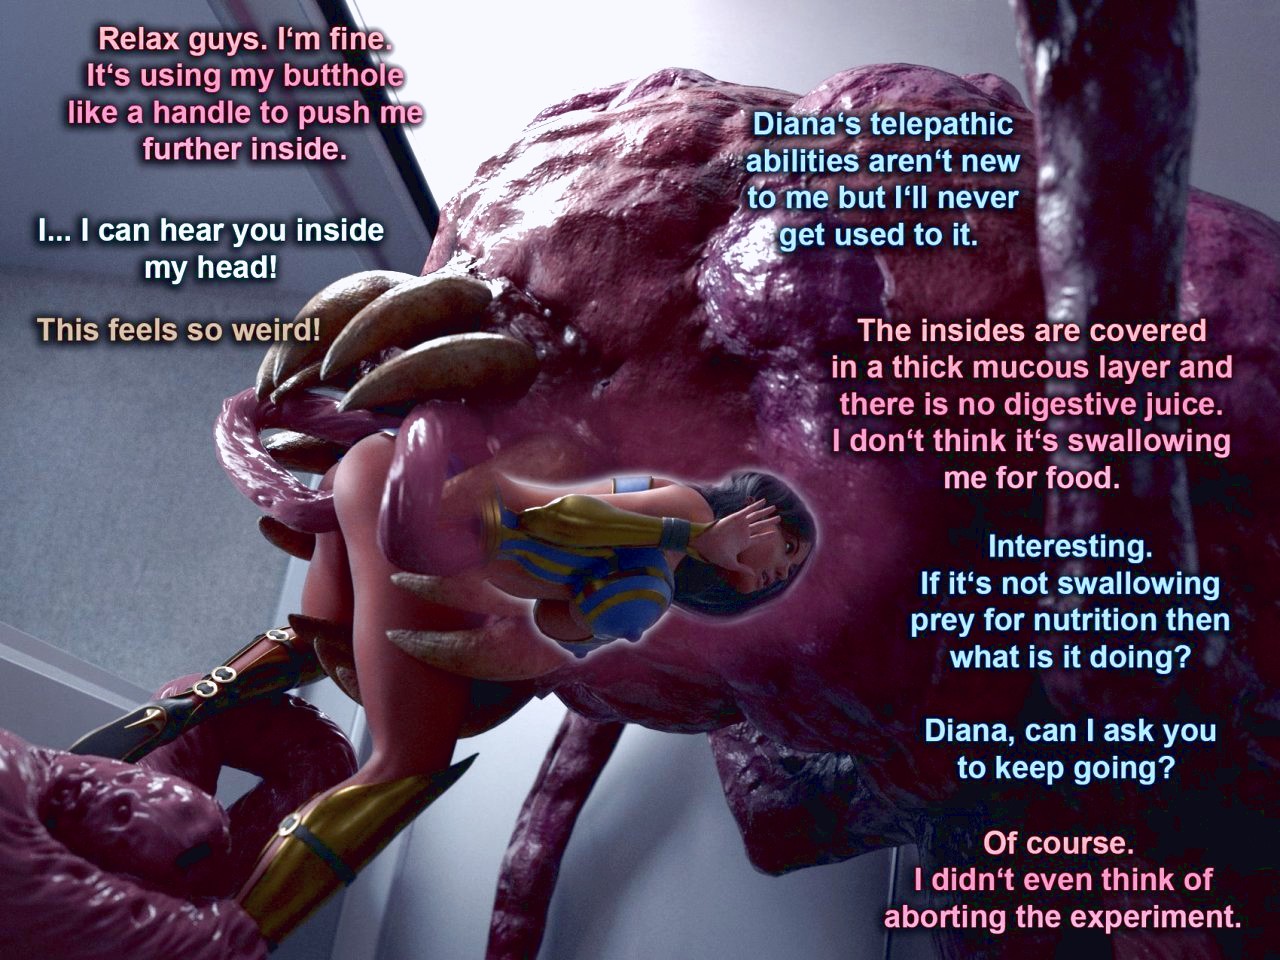 Relax guys. I‘m fine.
It‘s using my butthole
like a handle to push me
further inside.
I... I can hear you inside
my head!
This feels so weird!
Diana‘s telepathic
abilities aren‘t new
to me but I‘ll never
get used to it.
The insides are covered
in a thick mucous layer and
there is no digestive juice.
I don‘t think it‘s swallowing
me for food.
Interesting.
If it‘s not swallowing
prey for nutrition then
what is it doing?
Diana, can I ask you
to keep going?
Of course.
I didn‘t even think of
aborting the experiment.